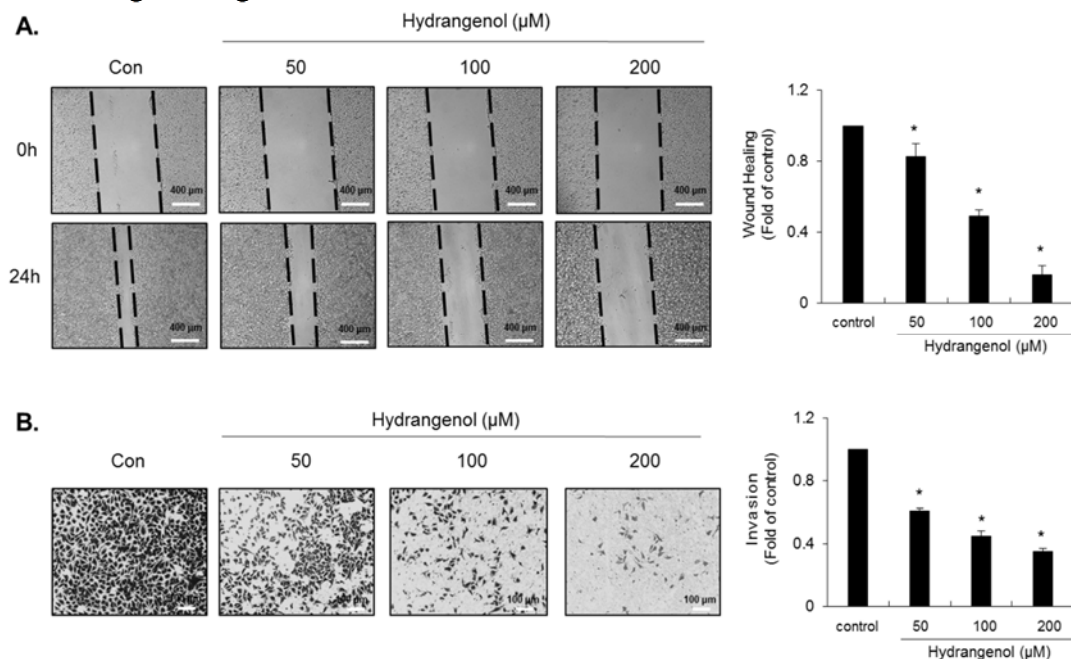 A.
Hydrangenol (µM)
Con 50 100 200
0h
400 µm 400 µm 400 µm 400 µm
24h
400 µm 400 µm 400 µm 400 µm
Wound Healing
(Fold of control)
1.2
0.8
0.4
0
* * *
control 50 100 200
Hydrangenol (µM)
B.
Hydrangenol (µM)
Con 50 100 200
100 µm 100 µm 100 µm
Invasion
(Fold of control)
1.2
0.8
0.4
0
* * *
control 50 100 200
Hydrangenol (µM)